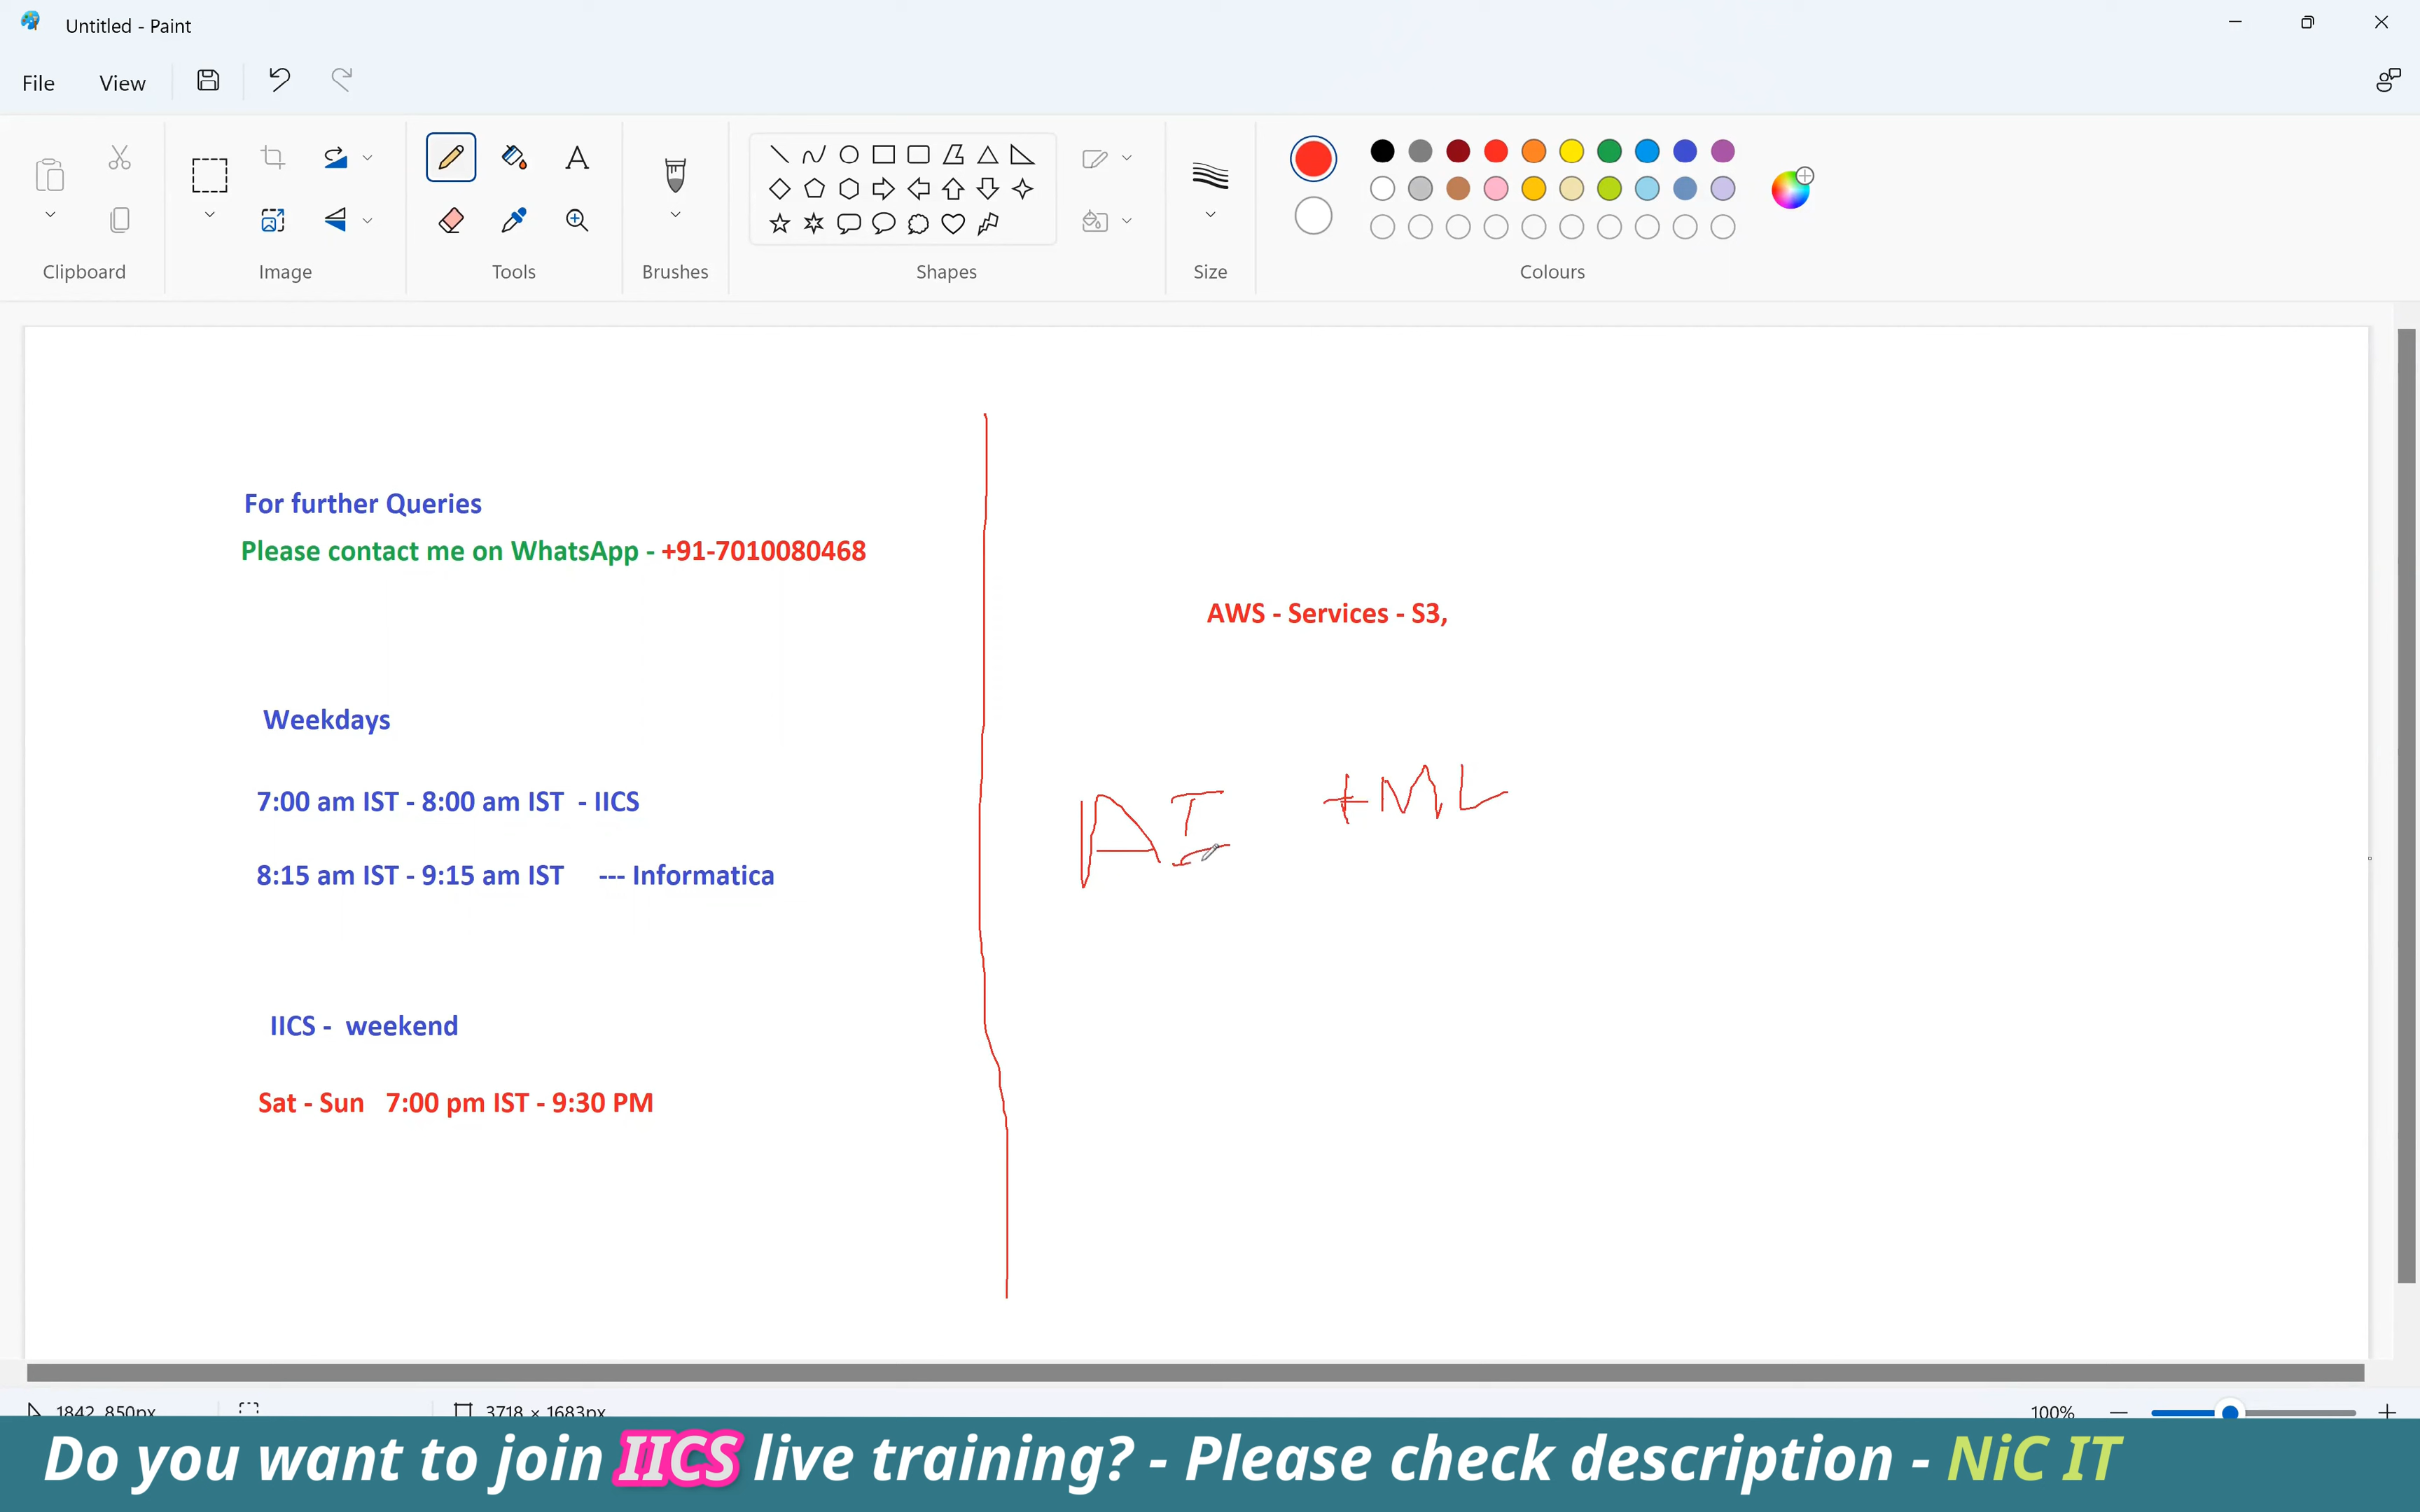 Untitled - Paint
File View
Clipboard Image Tools Brushes Shapes Size Colours
For further Queries
Please contact me on WhatsApp - +91-7010080468
Weekdays
7:00 am IST - 8:00 am IST - IICS
8:15 am IST - 9:15 am IST --- Informatica
IICS - weekend
Sat - Sun 7:00 pm IST - 9:30 PM
AWS - Services - S3,
AI +ML
1842, 850px 3718 × 1683px 100%
Do you want to join IICS live training? - Please check description - NiC IT